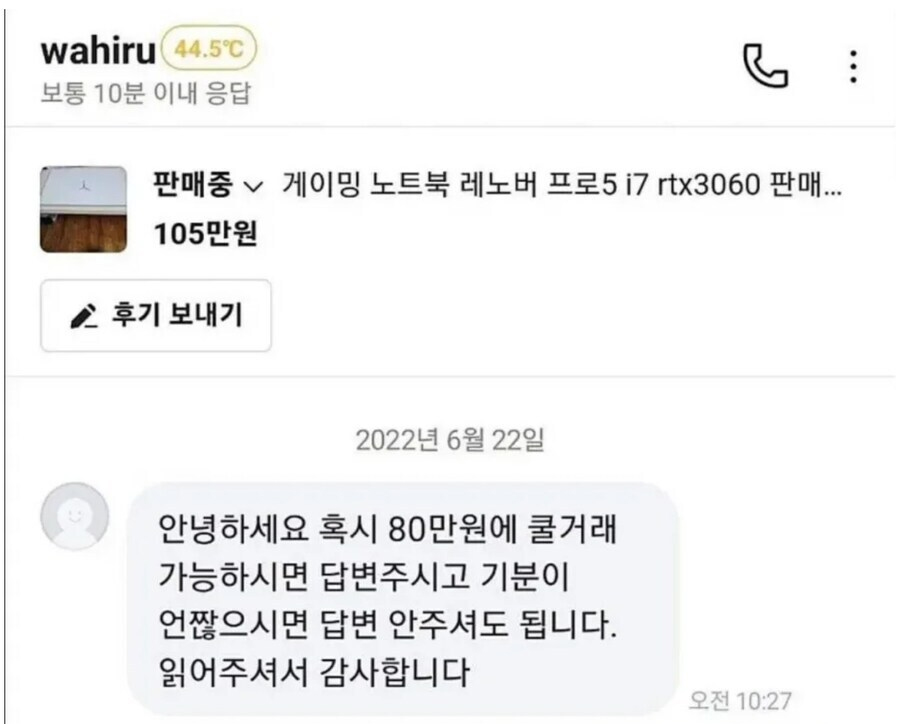 wahiru 44.5℃
보통 10분 이내 응답
판매중 게이밍 노트북 레노버 프로5 i7 rtx3060 판매...
105만원
후기 보내기
2022년 6월 22일
안녕하세요 혹시 80만원에 쿨거래
가능하시면 답변주시고 기분이
언짢으시면 답변 안주셔도 됩니다.
읽어주셔서 감사합니다
오전 10:27